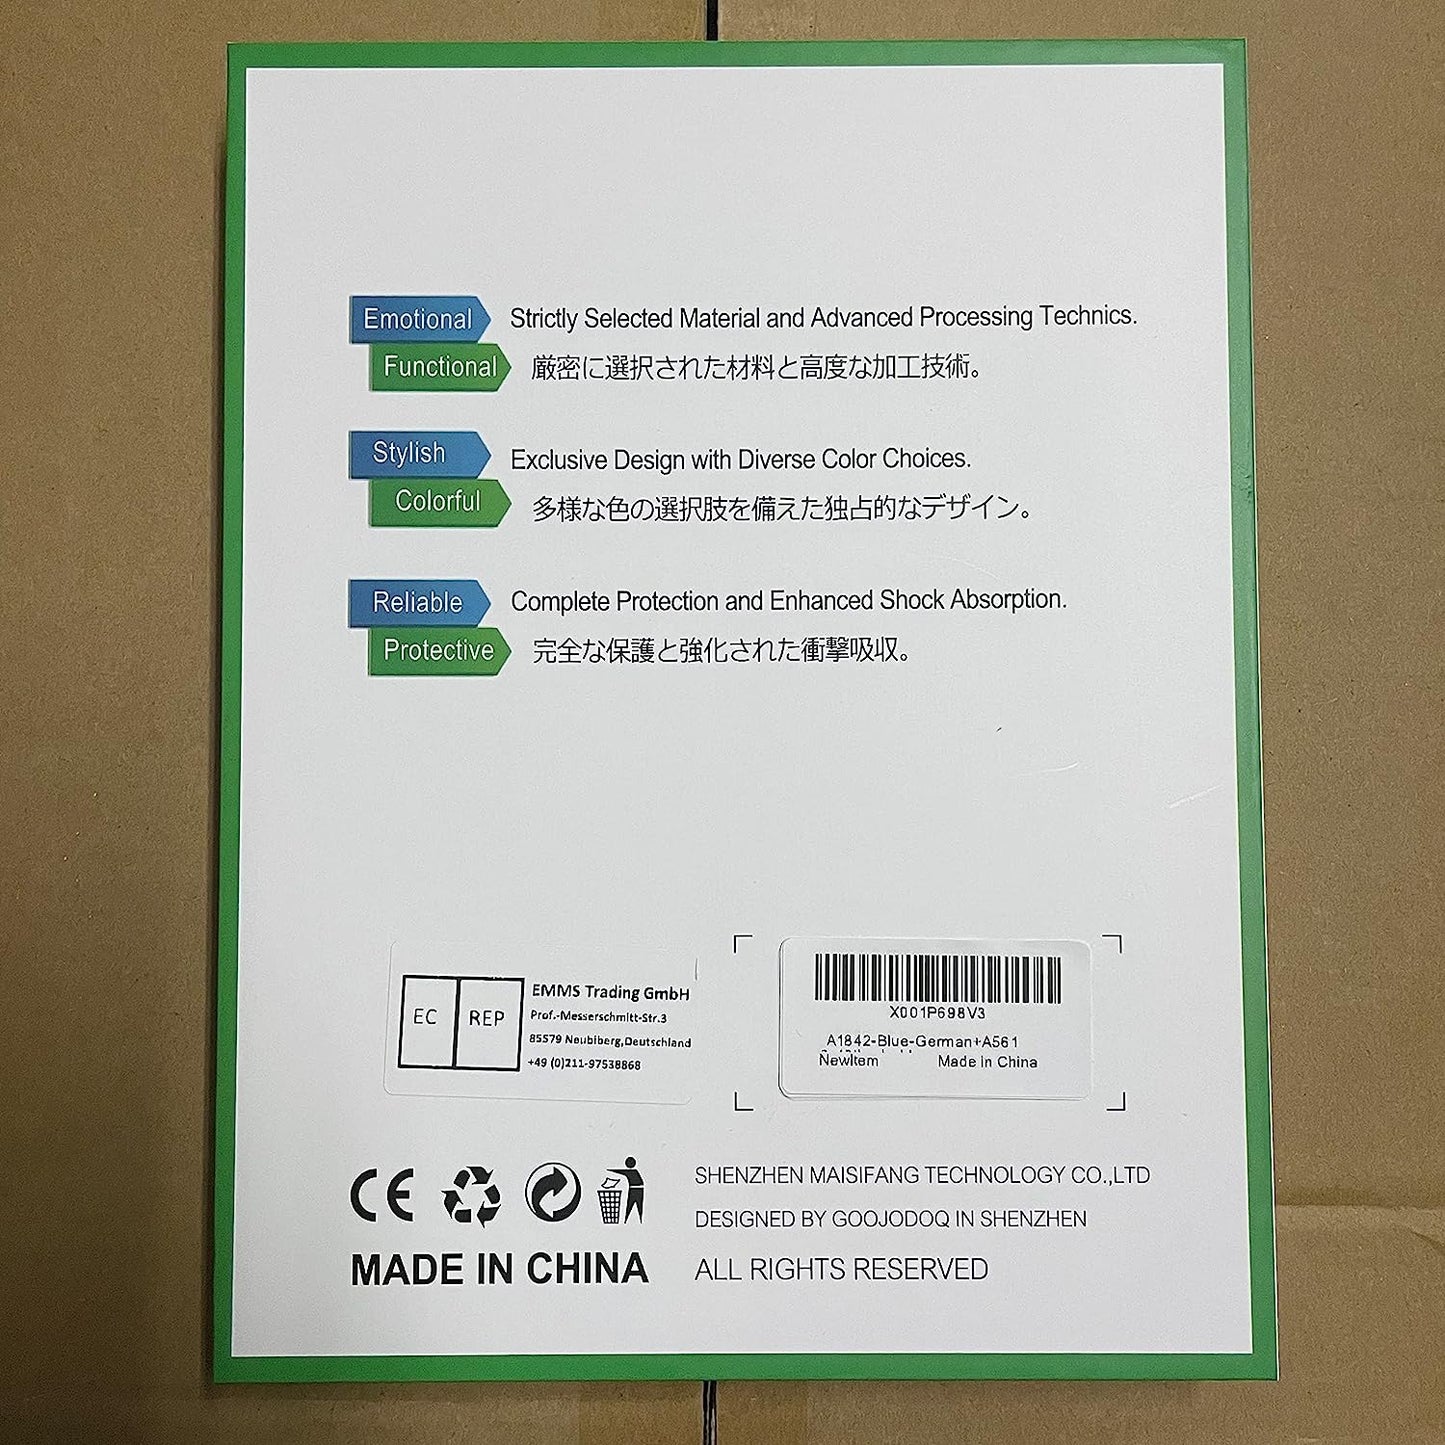 Emotional
Strictly Selected Material and Advanced Processing Technics.
Functional
厳密に選択された材料と高度な加工技術。
Stylish
Exclusive Design with Diverse Color Choices.
Colorful
多様な色の選択肢を備えた独占的なデザイン。
Reliable
Complete Protection and Enhanced Shock Absorption.
Protective
完全な保護と強化された衝撃吸収。
EC REP
EMMS Trading GmbH
Prof.-Messerschmitt-Str.3
85579 Neubiberg,Deutschland
+49 (0)211-97538868
X001P698V3
A1842-Blue-German+A561
NewItem Made in China
CE
MADE IN CHINA
SHENZHEN MAISIFANG TECHNOLOGY CO.,LTD
DESIGNED BY GOOJODOQ IN SHENZHEN
ALL RIGHTS RESERVED